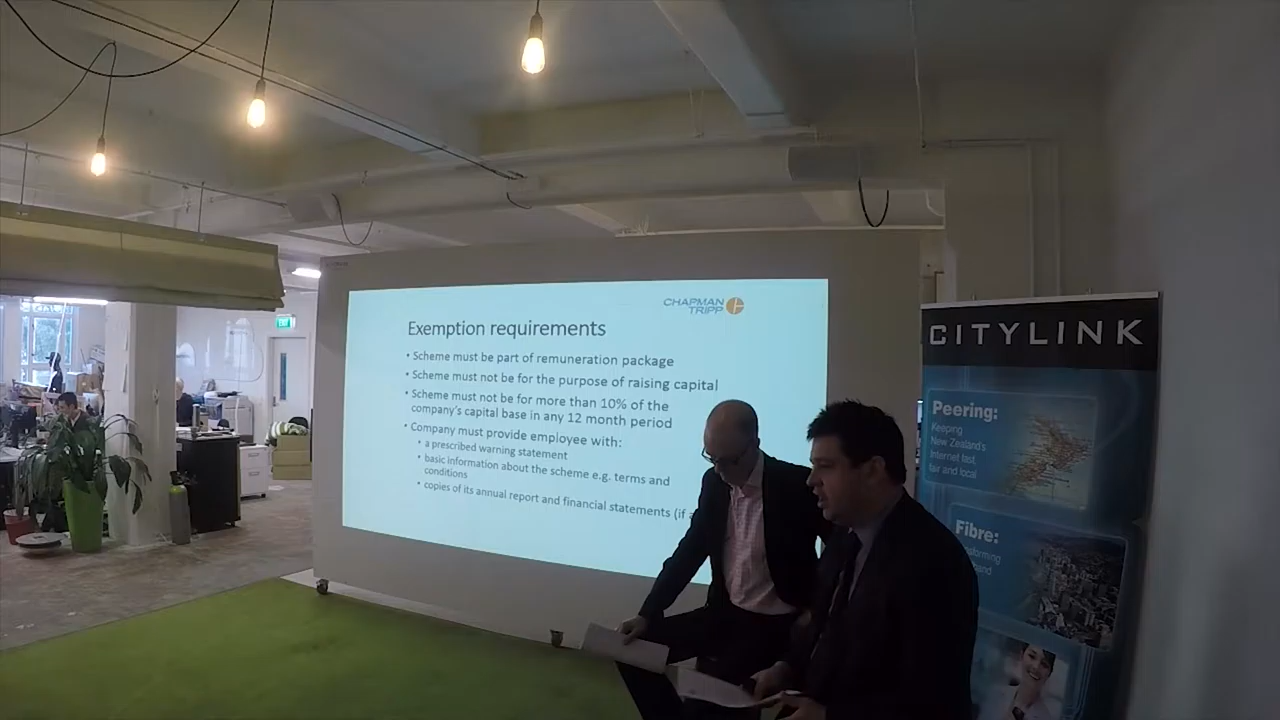 CHAPMAN
TRIPP
Exemption requirements
• Scheme must be part of remuneration package
• Scheme must not be for the purpose of raising capital
• Scheme must not be for more than 10% of the
company's capital base in any 12 month period
• Company must provide employee with:
• a prescribed warning statement
• basic information about the scheme e.g. terms and
conditions
• copies of its annual report and financial statements (if
CITYLINK
Peering:
Keeping
New Zealand's
Internet fast,
fair and local
Fibre:
EXIT